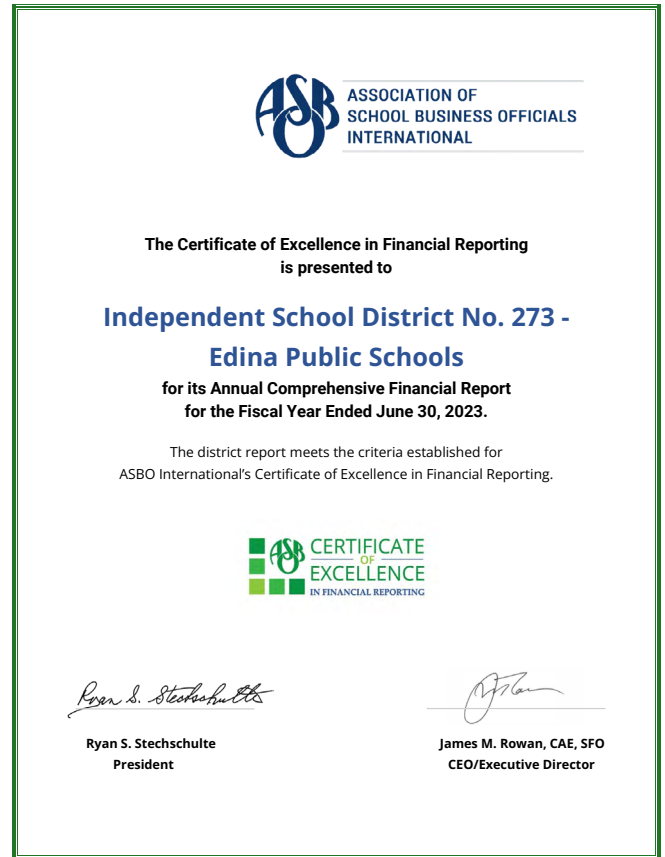 ASBO
ASSOCIATION OF
SCHOOL BUSINESS OFFICIALS
INTERNATIONAL
The Certificate of Excellence in Financial Reporting
is presented to
Independent School District No. 273 -
Edina Public Schools
for its Annual Comprehensive Financial Report
for the Fiscal Year Ended June 30, 2023.
The district report meets the criteria established for
ASBO International’s Certificate of Excellence in Financial Reporting.
ASBO
CERTIFICATE
OF
EXCELLENCE
IN FINANCIAL REPORTING
Ryan S. Stechschulte
Ryan S. Stechschulte
President
James M. Rowan, CAE, SFO
CEO/Executive Director